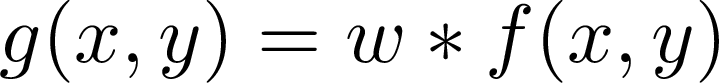 g(x, y) = w * f(x, y)